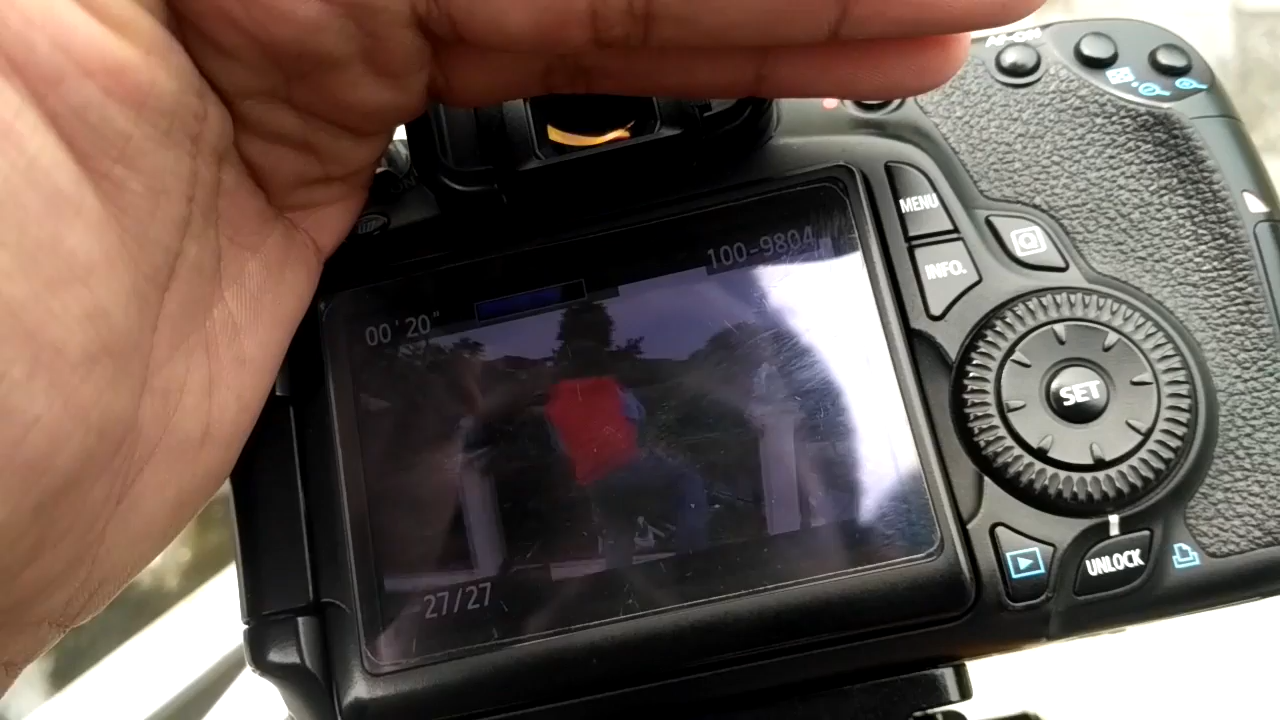 AF-ON
MENU
INFO.
100-9804
00'20"
SET
UNLOCK
27/27